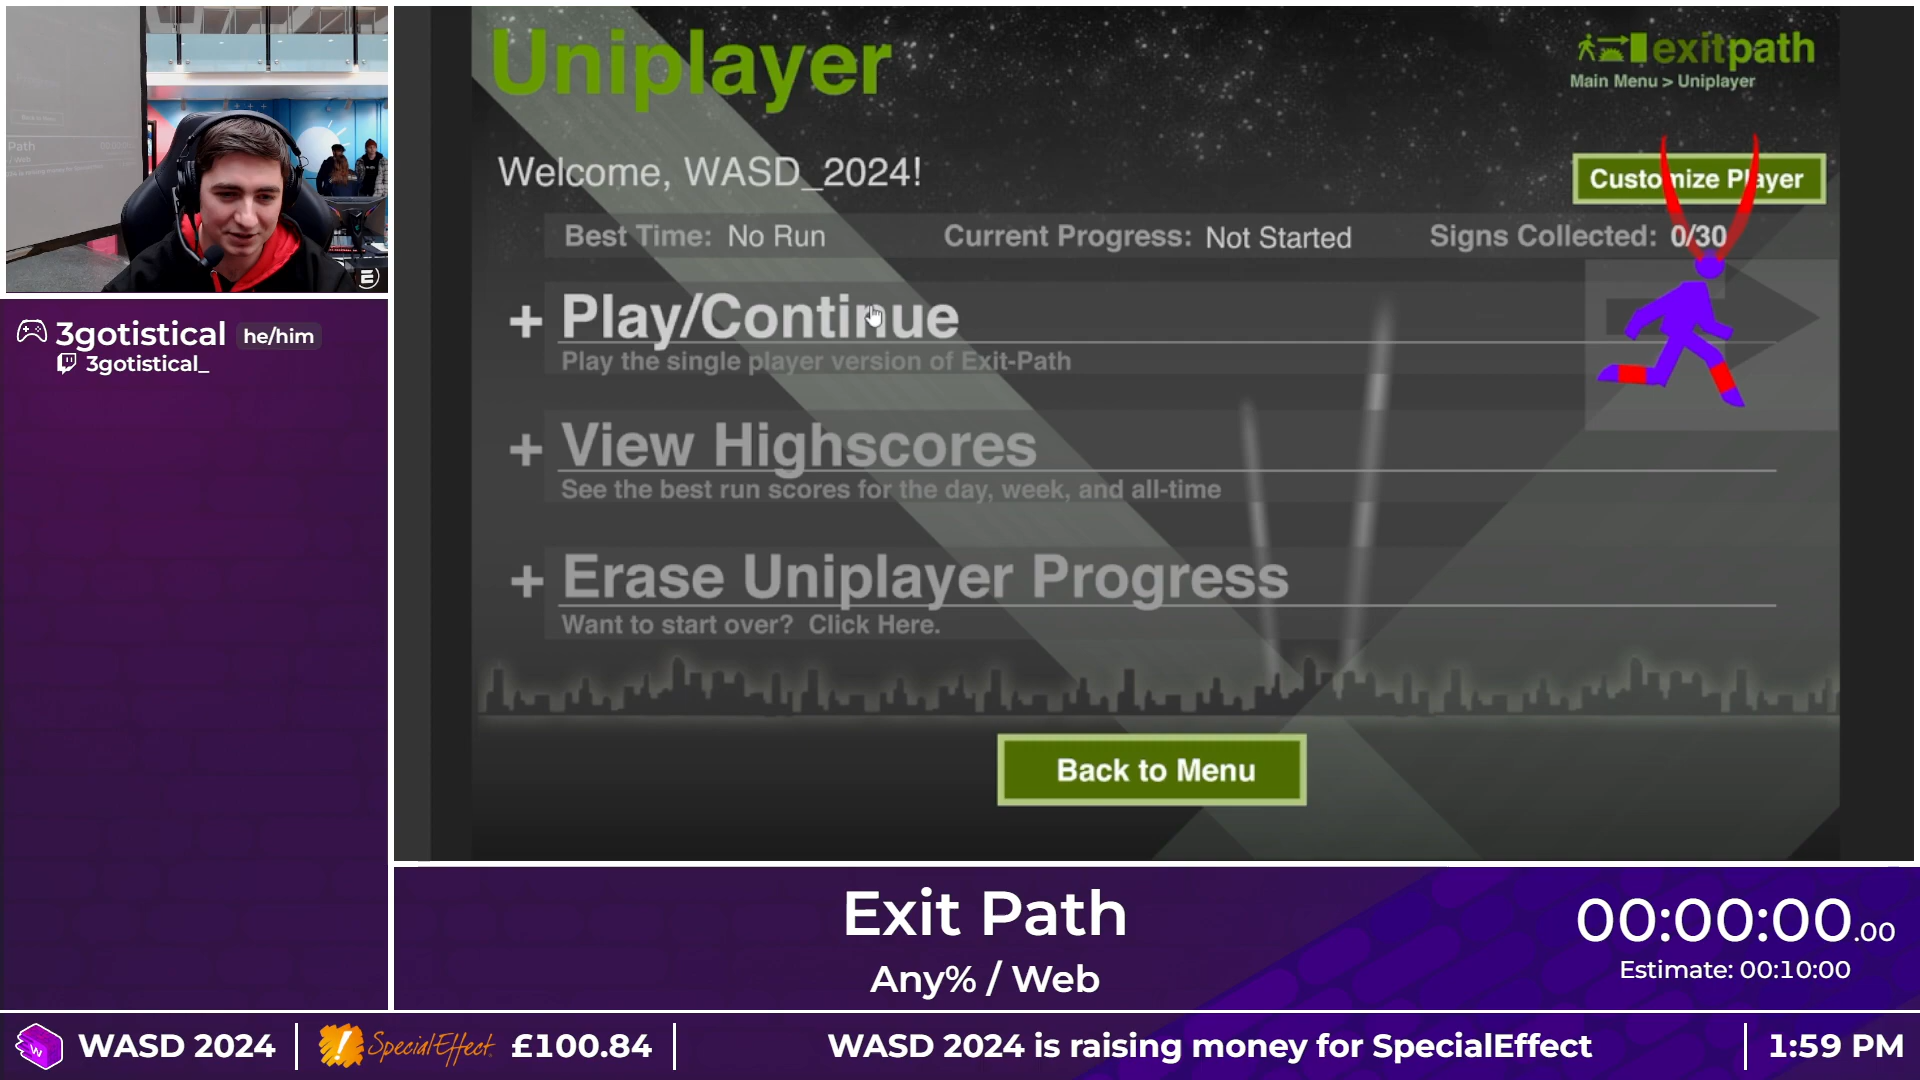 Uniplayer
exitpath
Main Menu > Uniplayer
Welcome, WASD_2024!
Customize Player
Best Time: No Run
Current Progress: Not Started
Signs Collected: 0/30
+ Play/Continue
Play the single player version of Exit-Path
+ View Highscores
See the best run scores for the day, week, and all-time
+ Erase Uniplayer Progress
Want to start over? Click Here.
Back to Menu
3gotistical he/him
3gotistical_
Exit Path
Any% / Web
00:00:00.00
Estimate: 00:10:00
WASD 2024
SpecialEffect
£100.84
WASD 2024 is raising money for SpecialEffect
1:59 PM